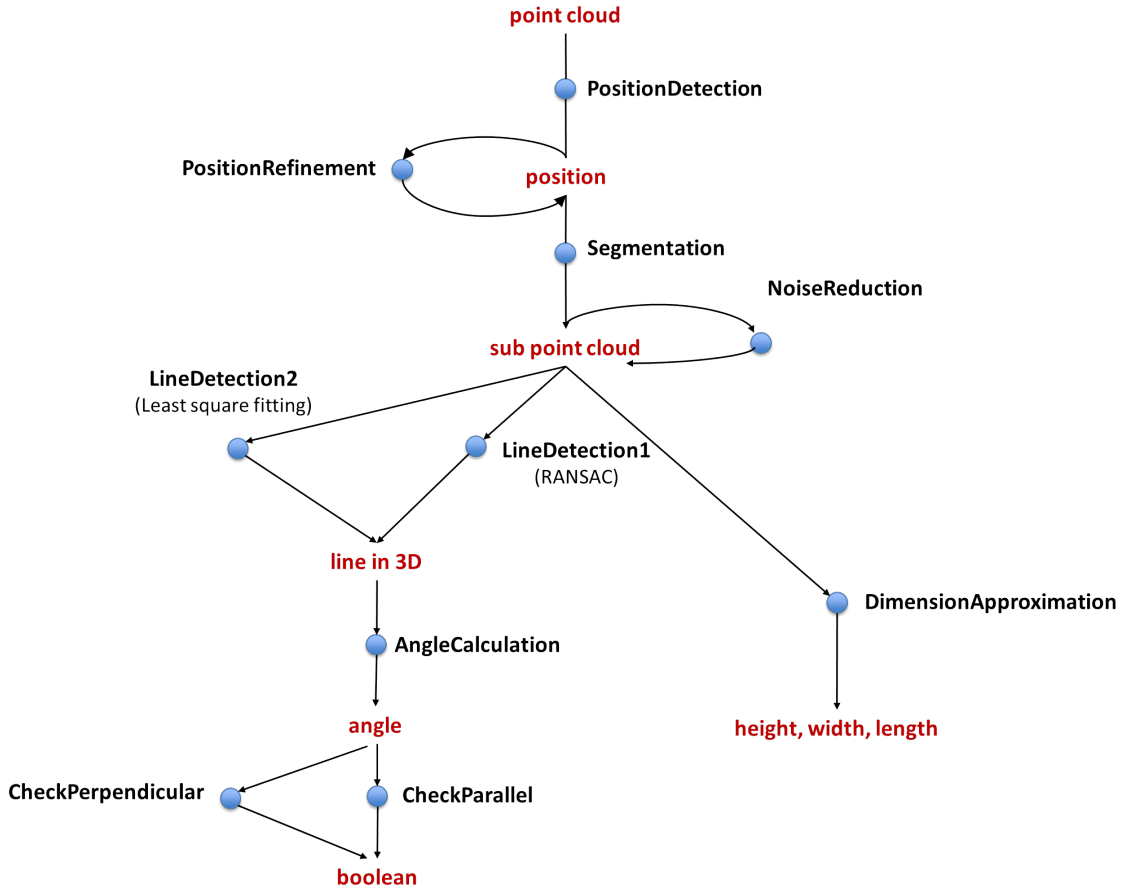 point cloud
PositionDetection
PositionRefinement
position
Segmentation
NoiseReduction
sub point cloud
LineDetection2
(Least square fitting)
LineDetection1
(RANSAC)
line in 3D
DimensionApproximation
AngleCalculation
angle
height, width, length
CheckPerpendicular
CheckParallel
boolean